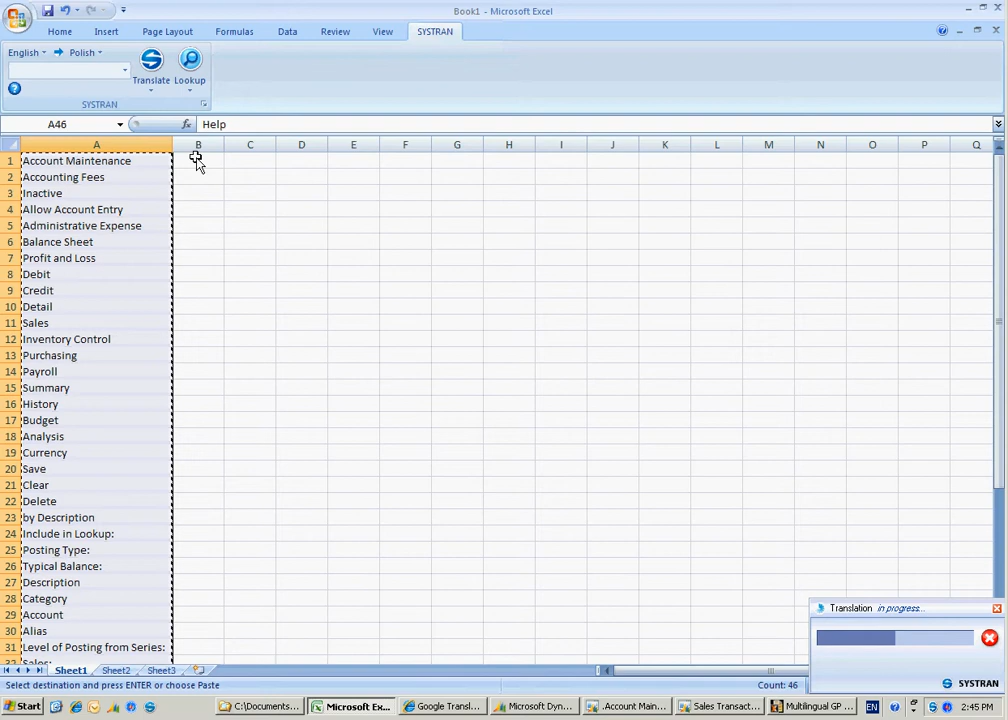 Book1 - Microsoft Excel
Home Insert Page Layout Formulas Data Review View SYSTRAN
English Polish
Translate Lookup
SYSTRAN
A46 fx Help
A B C D E F G H I J K L M N O P Q
1 Account Maintenance
2 Accounting Fees
3 Inactive
4 Allow Account Entry
5 Administrative Expense
6 Balance Sheet
7 Profit and Loss
8 Debit
9 Credit
10 Detail
11 Sales
12 Inventory Control
13 Purchasing
14 Payroll
15 Summary
16 History
17 Budget
18 Analysis
19 Currency
20 Save
21 Clear
22 Delete
23 by Description
24 Include in Lookup:
25 Posting Type:
26 Typical Balance:
27 Description
28 Category
29 Account
30 Alias
31 Level of Posting from Series:
32 Sales:
Translation in progress...
SYSTRAN
Sheet1 Sheet2 Sheet3
Select destination and press ENTER or choose Paste Count: 46
Start C:\Documents... Microsoft Ex... Google Transl... Microsoft Dyn... .Account Main... Sales Transact... Multilingual GP ... EN 2:45 PM